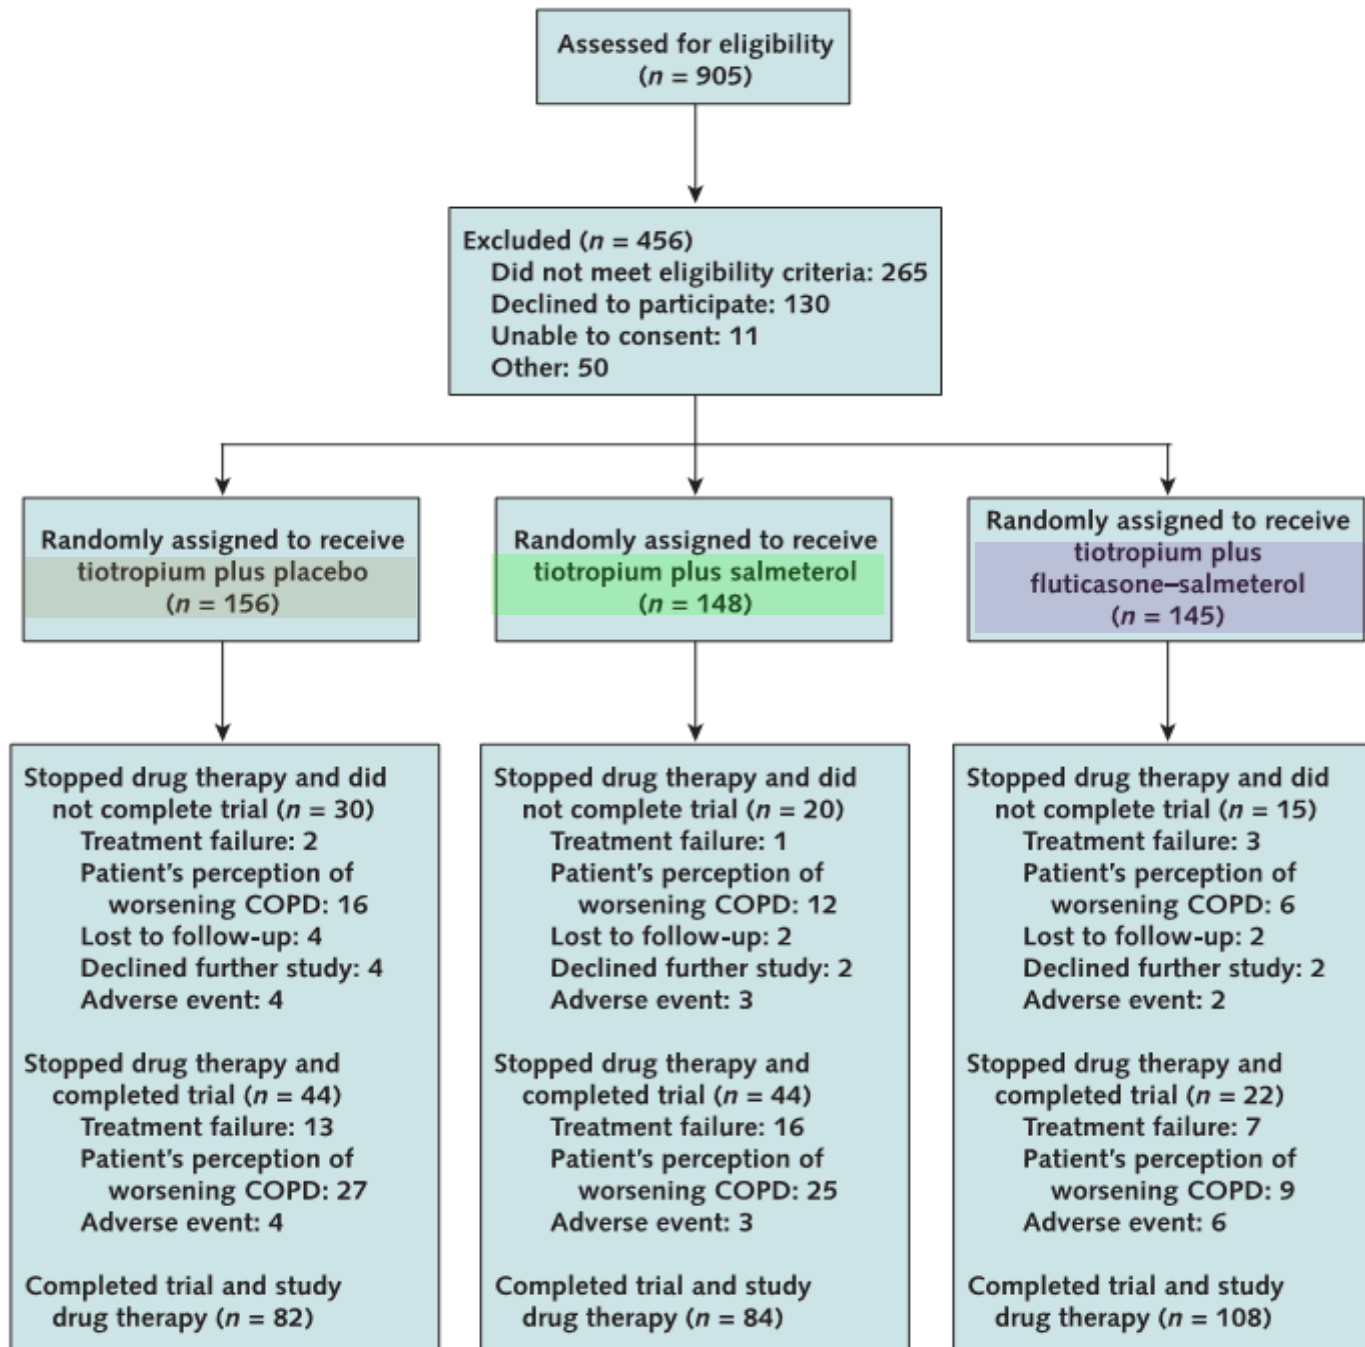 Assessed for eligibility
(n = 905)
Excluded (n = 456)
Did not meet eligibility criteria: 265
Declined to participate: 130
Unable to consent: 11
Other: 50
Randomly assigned to receive
tiotropium plus placebo
(n = 156)
Randomly assigned to receive
tiotropium plus salmeterol
(n = 148)
Randomly assigned to receive
tiotropium plus
fluticasone–salmeterol
(n = 145)
Stopped drug therapy and did
not complete trial (n = 30)
Treatment failure: 2
Patient's perception of
worsening COPD: 16
Lost to follow-up: 4
Declined further study: 4
Adverse event: 4
Stopped drug therapy and
completed trial (n = 44)
Treatment failure: 13
Patient's perception of
worsening COPD: 27
Adverse event: 4
Completed trial and study
drug therapy (n = 82)
Stopped drug therapy and did
not complete trial (n = 20)
Treatment failure: 1
Patient's perception of
worsening COPD: 12
Lost to follow-up: 2
Declined further study: 2
Adverse event: 3
Stopped drug therapy and
completed trial (n = 44)
Treatment failure: 16
Patient's perception of
worsening COPD: 25
Adverse event: 3
Completed trial and study
drug therapy (n = 84)
Stopped drug therapy and did
not complete trial (n = 15)
Treatment failure: 3
Patient's perception of
worsening COPD: 6
Lost to follow-up: 2
Declined further study: 2
Adverse event: 2
Stopped drug therapy and
completed trial (n = 22)
Treatment failure: 7
Patient's perception of
worsening COPD: 9
Adverse event: 6
Completed trial and study
drug therapy (n = 108)